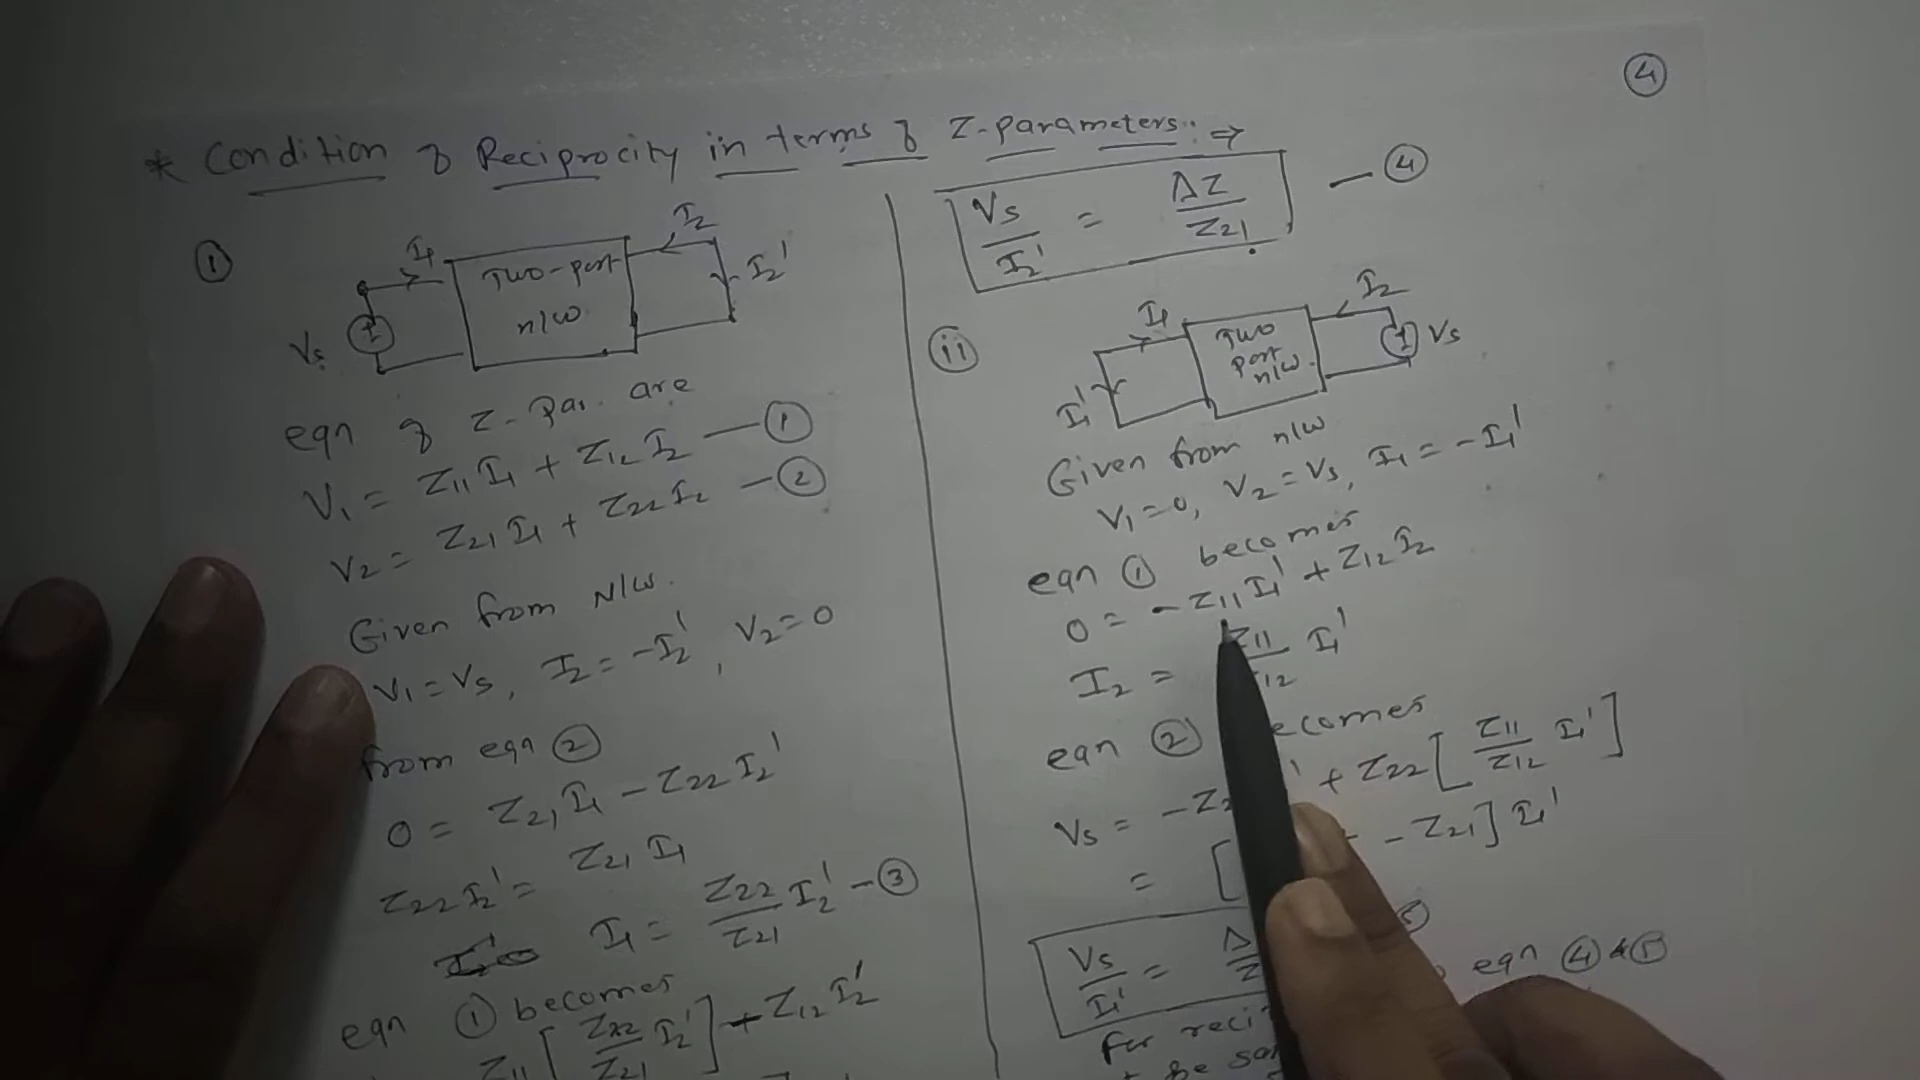 ④
* Condition of Reciprocity in terms of Z-parameters: ⇒
①
I1
I2
Two-port
n/w.
I2'
Vs
eqn of Z-par. are
V1 = Z11 I1 + Z12 I2 — ①
V2 = Z21 I1 + Z22 I2 — ②
Given from N/w.
V1 = Vs, I2 = -I2', V2 = 0
from eqn ②
0 = Z21 I1 - Z22 I2'
Z22 I2' = Z21 I1
I1 = Z22/Z21 I2' — ③
eqn ① becomes
Z11 [Z22/Z21 I2'] + Z12 I2'
Vs/I2' = ΔZ/Z21 — ④
ii
I1
I2
Two
port
n/w.
Vs
I1'
Given from n/w
V1 = 0, V2 = Vs, I1 = -I1'
eqn ① becomes
0 = -Z11 I1' + Z12 I2
I2 = Z11 I1'
eqn ②
Vs = + Z22 [Z11/Z12 I1']
= [ - Z21] I1'
Vs/I1' =
eqn ④ & ⑤
for
be